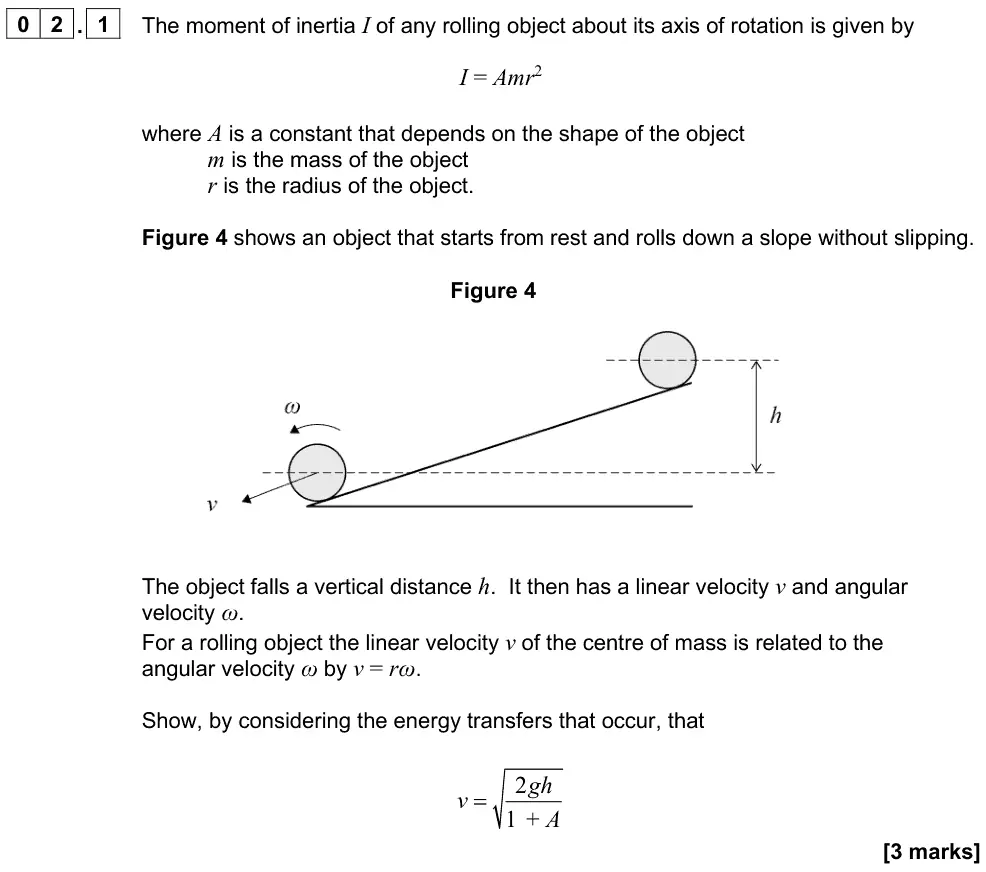 0 2 . 1 The moment of inertia I of any rolling object about its axis of rotation is given by
I = Amr²
where A is a constant that depends on the shape of the object
m is the mass of the object
r is the radius of the object.
Figure 4 shows an object that starts from rest and rolls down a slope without slipping.
Figure 4
ω
h
v
The object falls a vertical distance h. It then has a linear velocity v and angular
velocity ω.
For a rolling object the linear velocity v of the centre of mass is related to the
angular velocity ω by v = rω.
Show, by considering the energy transfers that occur, that
v = √(2gh / (1 + A))
[3 marks]